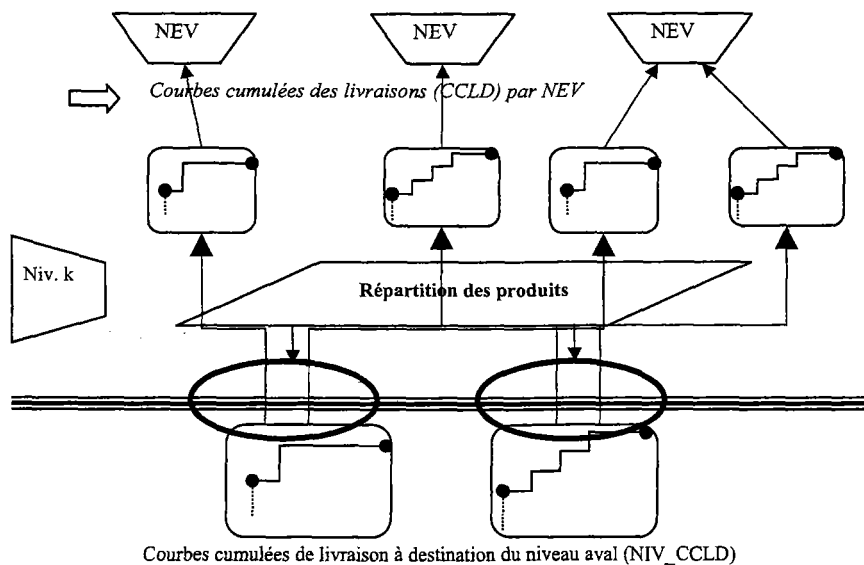 NEV NEV NEV
Courbes cumulées des livraisons (CCLD) par NEV
Niv. k
Répartition des produits
Courbes cumulées de livraison à destination du niveau aval (NIV_CCLD)